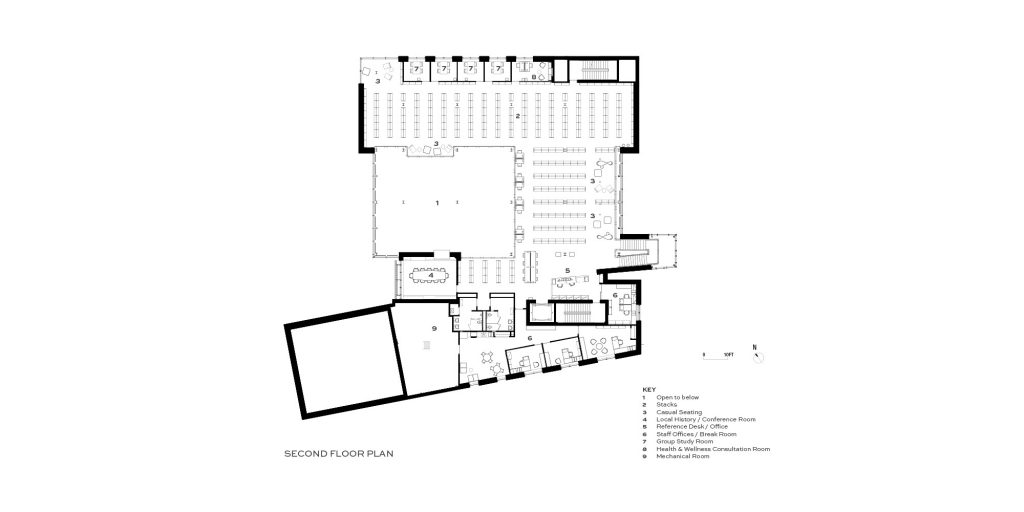 7 7 7 7 8
3
2
3
3
1
3
5
4
6
9
6
N
0 10FT
KEY
1 Open to below
2 Stacks
3 Casual Seating
4 Local History / Conference Room
5 Reference Desk / Office
6 Staff Offices / Break Room
7 Group Study Room
8 Health & Wellness Consultation Room
9 Mechanical Room
SECOND FLOOR PLAN